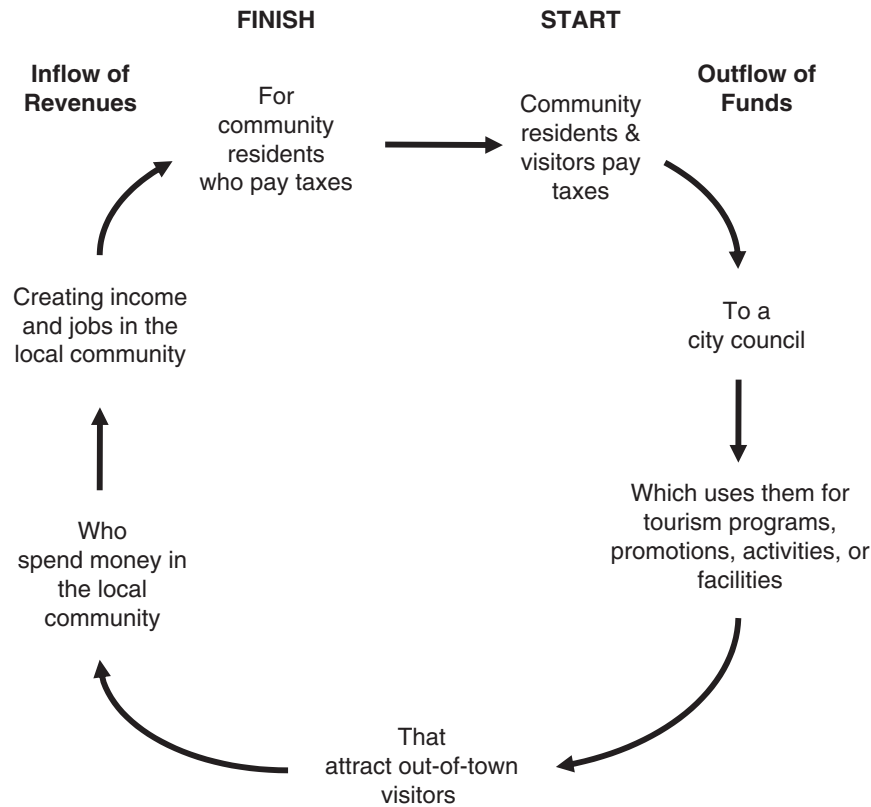 FINISH
START
Inflow of
Revenues
Outflow of
Funds
For
community
residents
who pay taxes
Community
residents &
visitors pay
taxes
To a
city council
Which uses them for
tourism programs,
promotions, activities, or
facilities
That
attract out-of-town
visitors
Who
spend money in
the local
community
Creating income
and jobs in the
local community